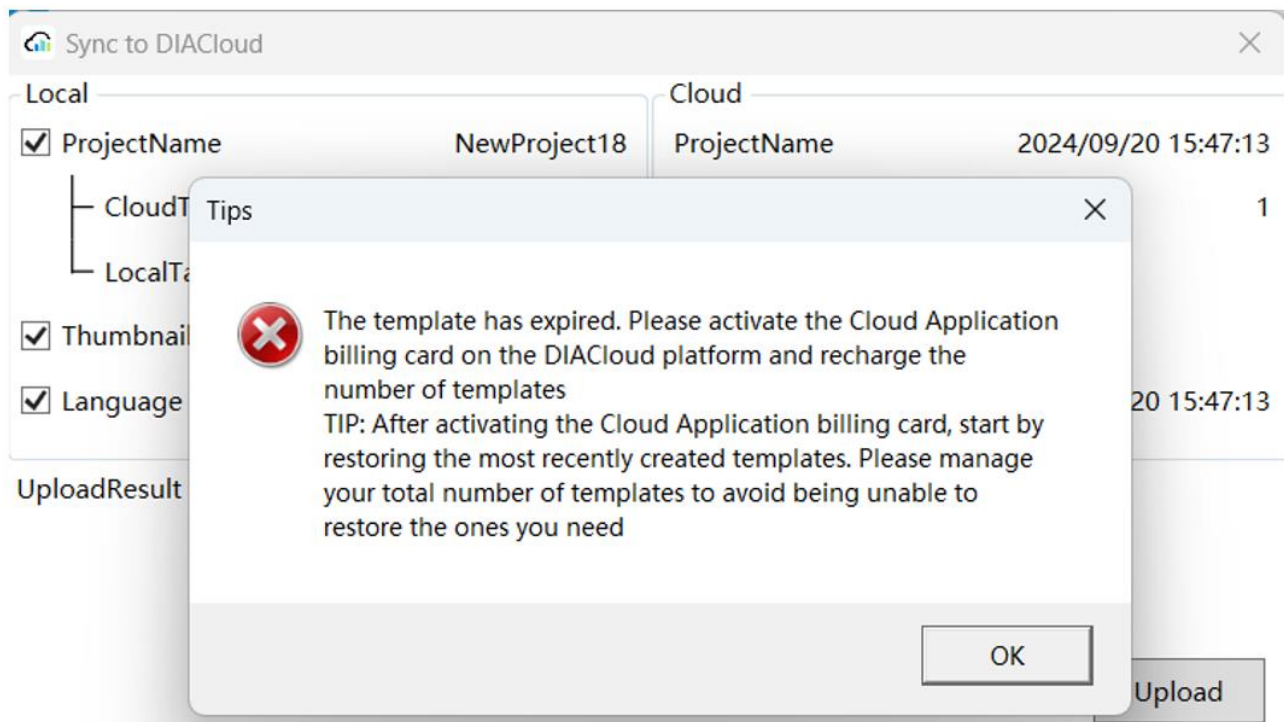 Sync to DIACloud
Local
Cloud
ProjectName NewProject18
ProjectName 2024/09/20 15:47:13
1
Thumbnail
Language
20 15:47:13
UploadResult
Tips
The template has expired. Please activate the Cloud Application
billing card on the DIACloud platform and recharge the
number of templates
TIP: After activating the Cloud Application billing card, start by
restoring the most recently created templates. Please manage
your total number of templates to avoid being unable to
restore the ones you need
OK
Upload